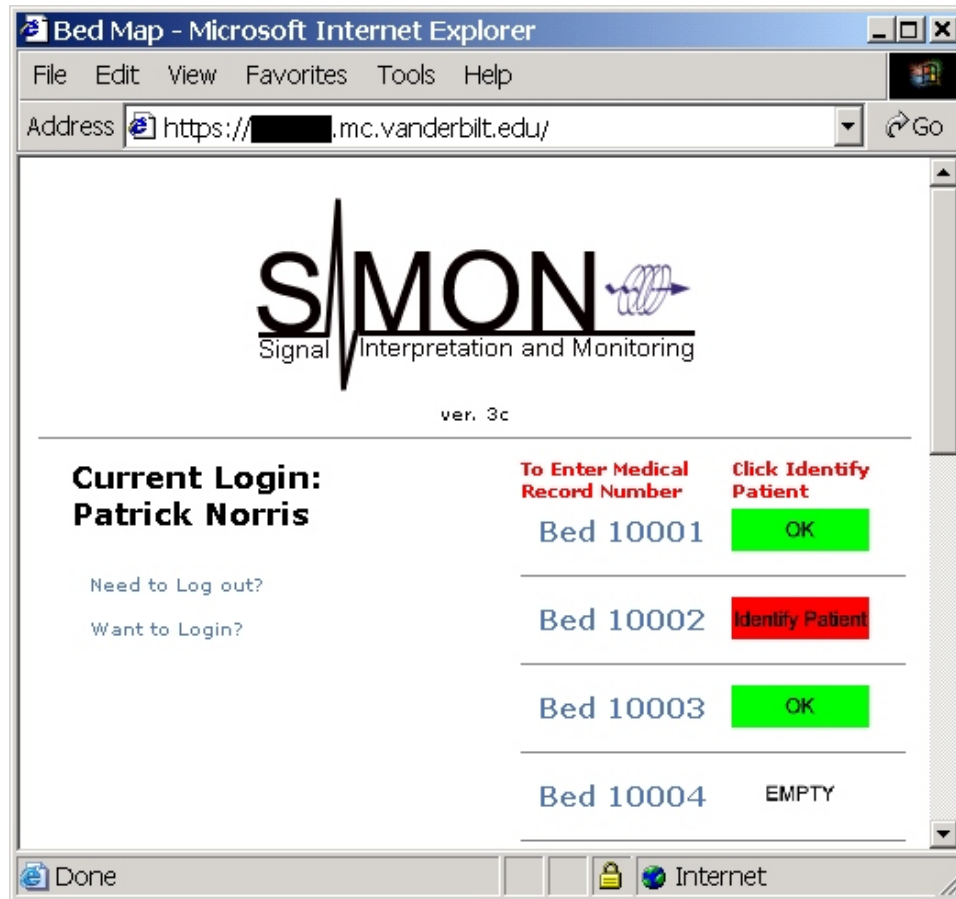 Bed Map - Microsoft Internet Explorer
File Edit View Favorites Tools Help
Address https://.mc.vanderbilt.edu/ Go
SIMON
Signal Interpretation and Monitoring
ver. 3c
Current Login:
Patrick Norris
Need to Log out?
Want to Login?
To Enter Medical Click Identify
Record Number Patient
Bed 10001 OK
Bed 10002 Identify Patient
Bed 10003 OK
Bed 10004 EMPTY
Done Internet